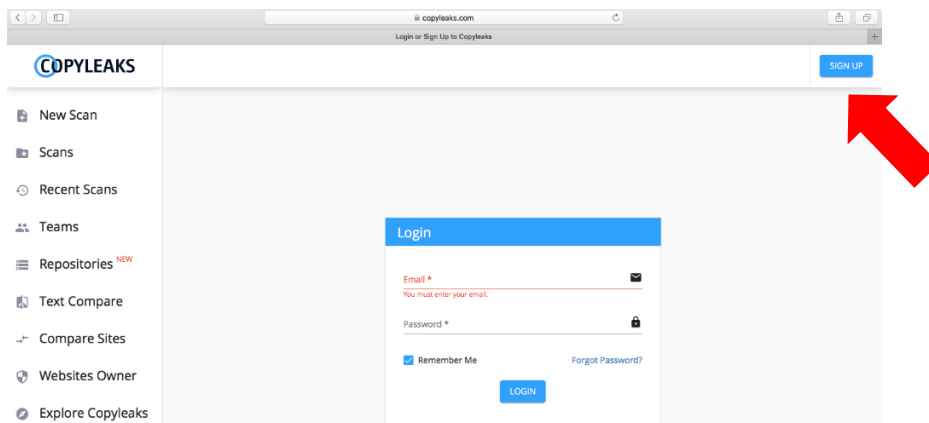 copyleaks.com
Login or Sign Up to Copyleaks
COPYLEAKS
SIGN UP
New Scan
Scans
Recent Scans
Teams
Repositories NEW
Text Compare
Compare Sites
Websites Owner
Explore Copyleaks
Login
Email *
You must enter your email.
Password *
Remember Me Forgot Password?
LOGIN